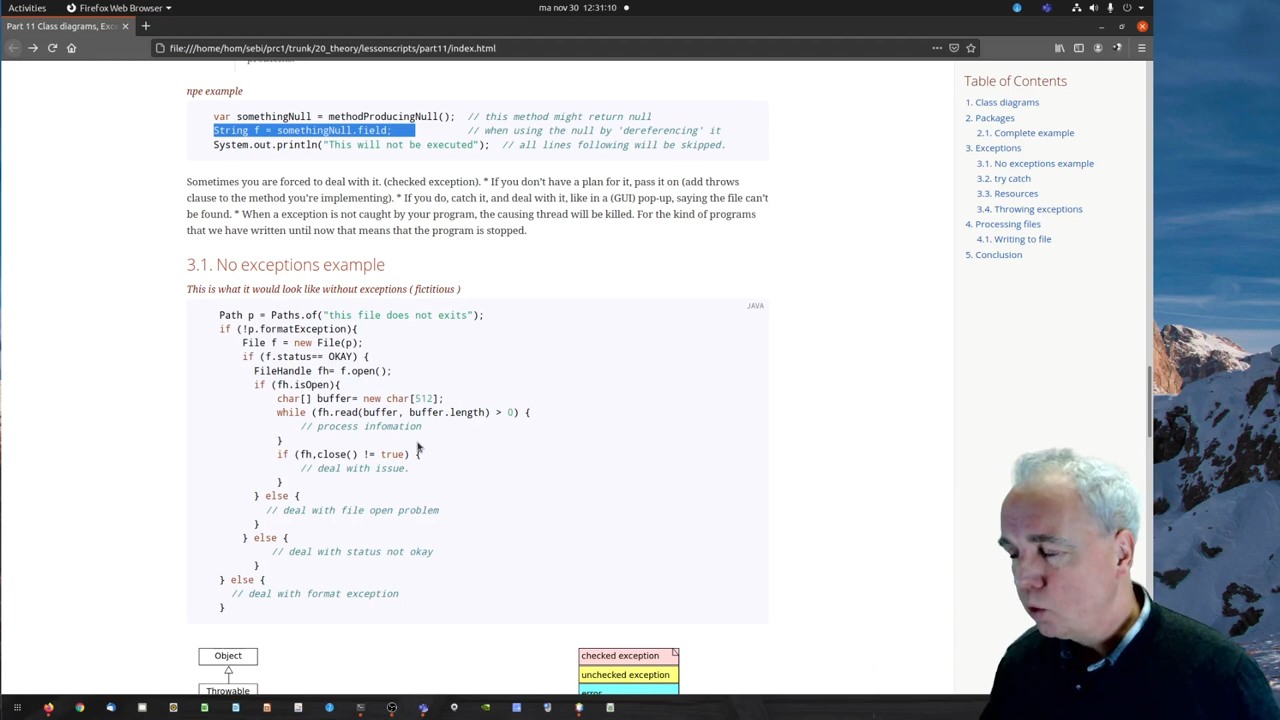 Activities
Firefox Web Browser
ma nov 30 12:31:10
Part 11 Class diagrams, Exc
file:///home/hom/sebi/prc1/trunk/20_theory/lessonscripts/part11/index.html
npe example
var somethingNull = methodProducingNull(); // this method might return null
String f = somethingNull.field; // when using the null by 'dereferencing' it
System.out.println("This will not be executed"); // all lines following will be skipped.
Sometimes you are forced to deal with it. (checked exception). * If you don't have a plan for it, pass it on (add throws
clause to the method you're implementing). * If you do, catch it, and deal with it, like in a (GUI) pop-up, saying the file can't
be found. * When a exception is not caught by your program, the causing thread will be killed. For the kind of programs
that we have written until now that means that the program is stopped.
3.1. No exceptions example
This is what it would look like without exceptions ( fictitious )
JAVA
Path p = Paths.of("this file does not exits");
if (!p.formatException){
File f = new File(p);
if (f.status== OKAY) {
FileHandle fh= f.open();
if (fh.isOpen){
char[] buffer= new char[512];
while (fh.read(buffer, buffer.length) > 0) {
// process infomation
}
if (fh,close() != true) {
// deal with issue.
}
} else {
// deal with file open problem
}
} else {
// deal with status not okay
}
} else {
// deal with format exception
}
Object
Throwable
checked exception
unchecked exception
error
Table of Contents
1. Class diagrams
2. Packages
2.1. Complete example
3. Exceptions
3.1. No exceptions example
3.2. try catch
3.3. Resources
3.4. Throwing exceptions
4. Processing files
4.1. Writing to file
5. Conclusion